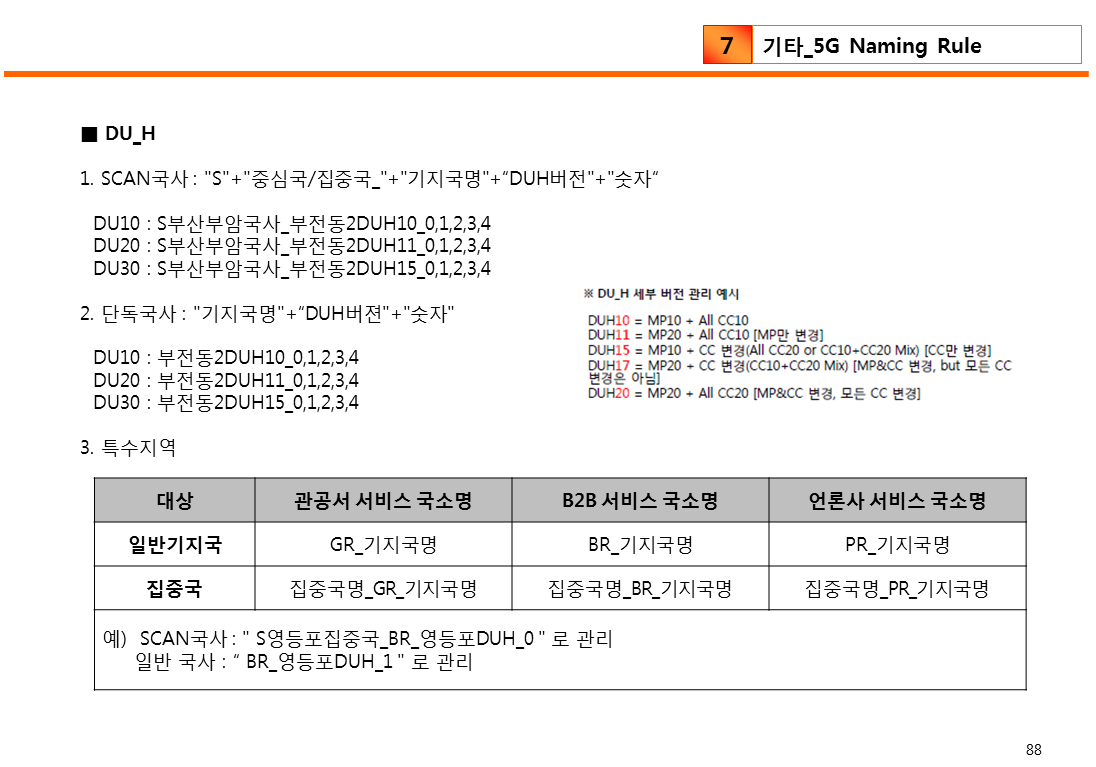 7 기타_5G Naming Rule
■ DU_H
1. SCAN국사 : "S"+"중심국/집중국_"+"기지국명"+“DUH버전"+"숫자“
DU10 : S부산부암국사_부전동2DUH10_0,1,2,3,4
DU20 : S부산부암국사_부전동2DUH11_0,1,2,3,4
DU30 : S부산부암국사_부전동2DUH15_0,1,2,3,4
2. 단독국사 : "기지국명"+“DUH버젼"+"숫자"
DU10 : 부전동2DUH10_0,1,2,3,4
DU20 : 부전동2DUH11_0,1,2,3,4
DU30 : 부전동2DUH15_0,1,2,3,4
※ DU_H 세부 버전 관리 예시
DUH10 = MP10 + All CC10
DUH11 = MP20 + All CC10 [MP만 변경]
DUH15 = MP10 + CC 변경(All CC20 or CC10+CC20 Mix) [CC만 변경]
DUH17 = MP20 + CC 변경(CC10+CC20 Mix) [MP&CC 변경, but 모든 CC
변경은 아님]
DUH20 = MP20 + All CC20 [MP&CC 변경, 모든 CC 변경]
3. 특수지역
대상 관공서 서비스 국소명 B2B 서비스 국소명 언론사 서비스 국소명
일반기지국 GR_기지국명 BR_기지국명 PR_기지국명
집중국 집중국명_GR_기지국명 집중국명_BR_기지국명 집중국명_PR_기지국명
예) SCAN국사 : " S영등포집중국_BR_영등포DUH_0 " 로 관리
일반 국사 : “ BR_영등포DUH_1 " 로 관리
88